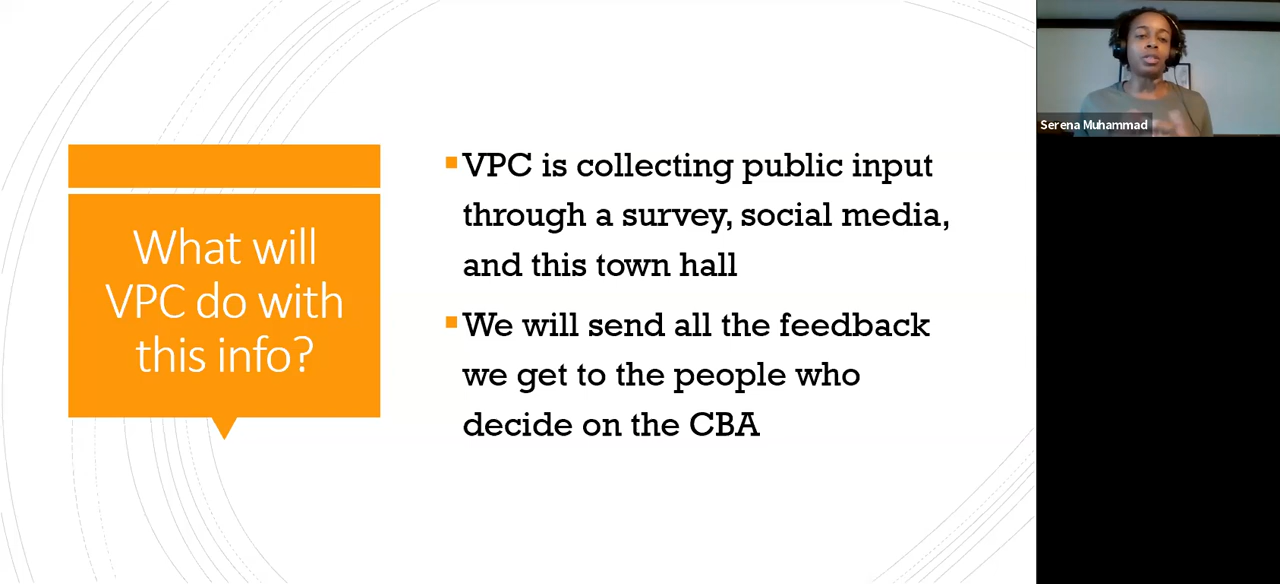 What will
VPC do with
this info?
VPC is collecting public input
through a survey, social media,
and this town hall
We will send all the feedback
we get to the people who
decide on the CBA
Serena Muhammad